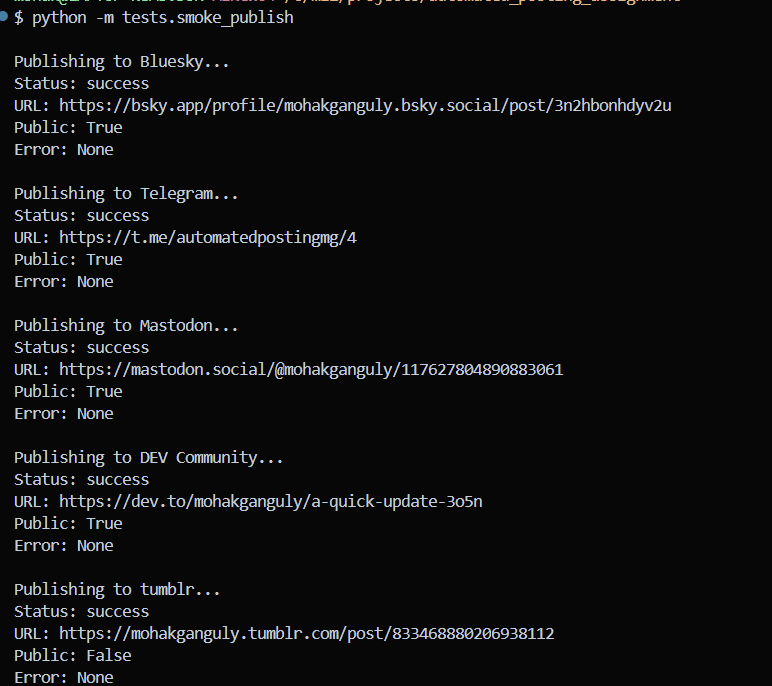 $ python -m tests.smoke_publish
Publishing to Bluesky...
Status: success
URL: https://bsky.app/profile/mohakganguly.bsky.social/post/3n2hbonhdyv2u
Public: True
Error: None
Publishing to Telegram...
Status: success
URL: https://t.me/automatedpostingmg/4
Public: True
Error: None
Publishing to Mastodon...
Status: success
URL: https://mastodon.social/@mohakganguly/117627804890883061
Public: True
Error: None
Publishing to DEV Community...
Status: success
URL: https://dev.to/mohakganguly/a-quick-update-3o5n
Public: True
Error: None
Publishing to tumblr...
Status: success
URL: https://mohakganguly.tumblr.com/post/833468880206938112
Public: False
Error: None